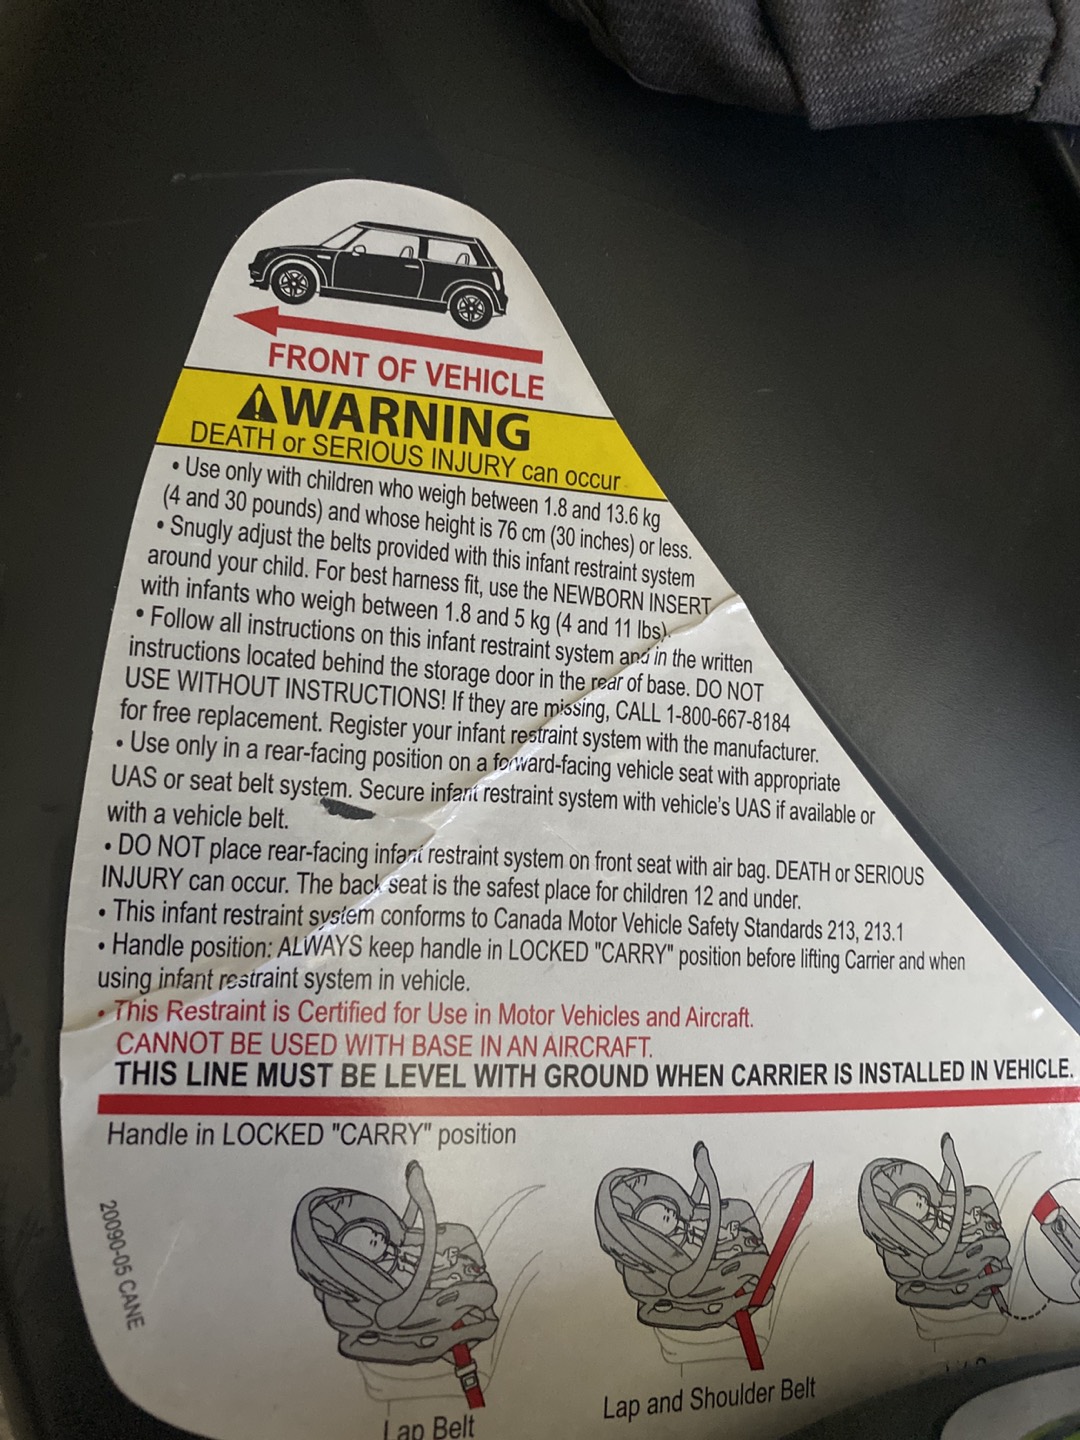 FRONT OF VEHICLE
WARNING
DEATH or SERIOUS INJURY can occur
• Use only with children who weigh between 1.8 and 13.6 kg
(4 and 30 pounds) and whose height is 76 cm (30 inches) or less.
• Snugly adjust the belts provided with this infant restraint system
around your child. For best harness fit, use the NEWBORN INSERT
with infants who weigh between 1.8 and 5 kg (4 and 11 lbs).
• Follow all instructions on this infant restraint system and in the written
instructions located behind the storage door in the rear of base. DO NOT
USE WITHOUT INSTRUCTIONS! If they are missing, CALL 1-800-667-8184
for free replacement. Register your infant restraint system with the manufacturer.
• Use only in a rear-facing position on a forward-facing vehicle seat with appropriate
UAS or seat belt system. Secure infant restraint system with vehicle's UAS if available or
with a vehicle belt.
• DO NOT place rear-facing infant restraint system on front seat with air bag. DEATH or SERIOUS
INJURY can occur. The back seat is the safest place for children 12 and under.
• This infant restraint system conforms to Canada Motor Vehicle Safety Standards 213, 213.1
• Handle position: ALWAYS keep handle in LOCKED "CARRY" position before lifting Carrier and when
using infant restraint system in vehicle.
• This Restraint is Certified for Use in Motor Vehicles and Aircraft.
CANNOT BE USED WITH BASE IN AN AIRCRAFT.
THIS LINE MUST BE LEVEL WITH GROUND WHEN CARRIER IS INSTALLED IN VEHICLE.
Handle in LOCKED "CARRY" position
20090-05 CANE
Lap Belt
Lap and Shoulder Belt